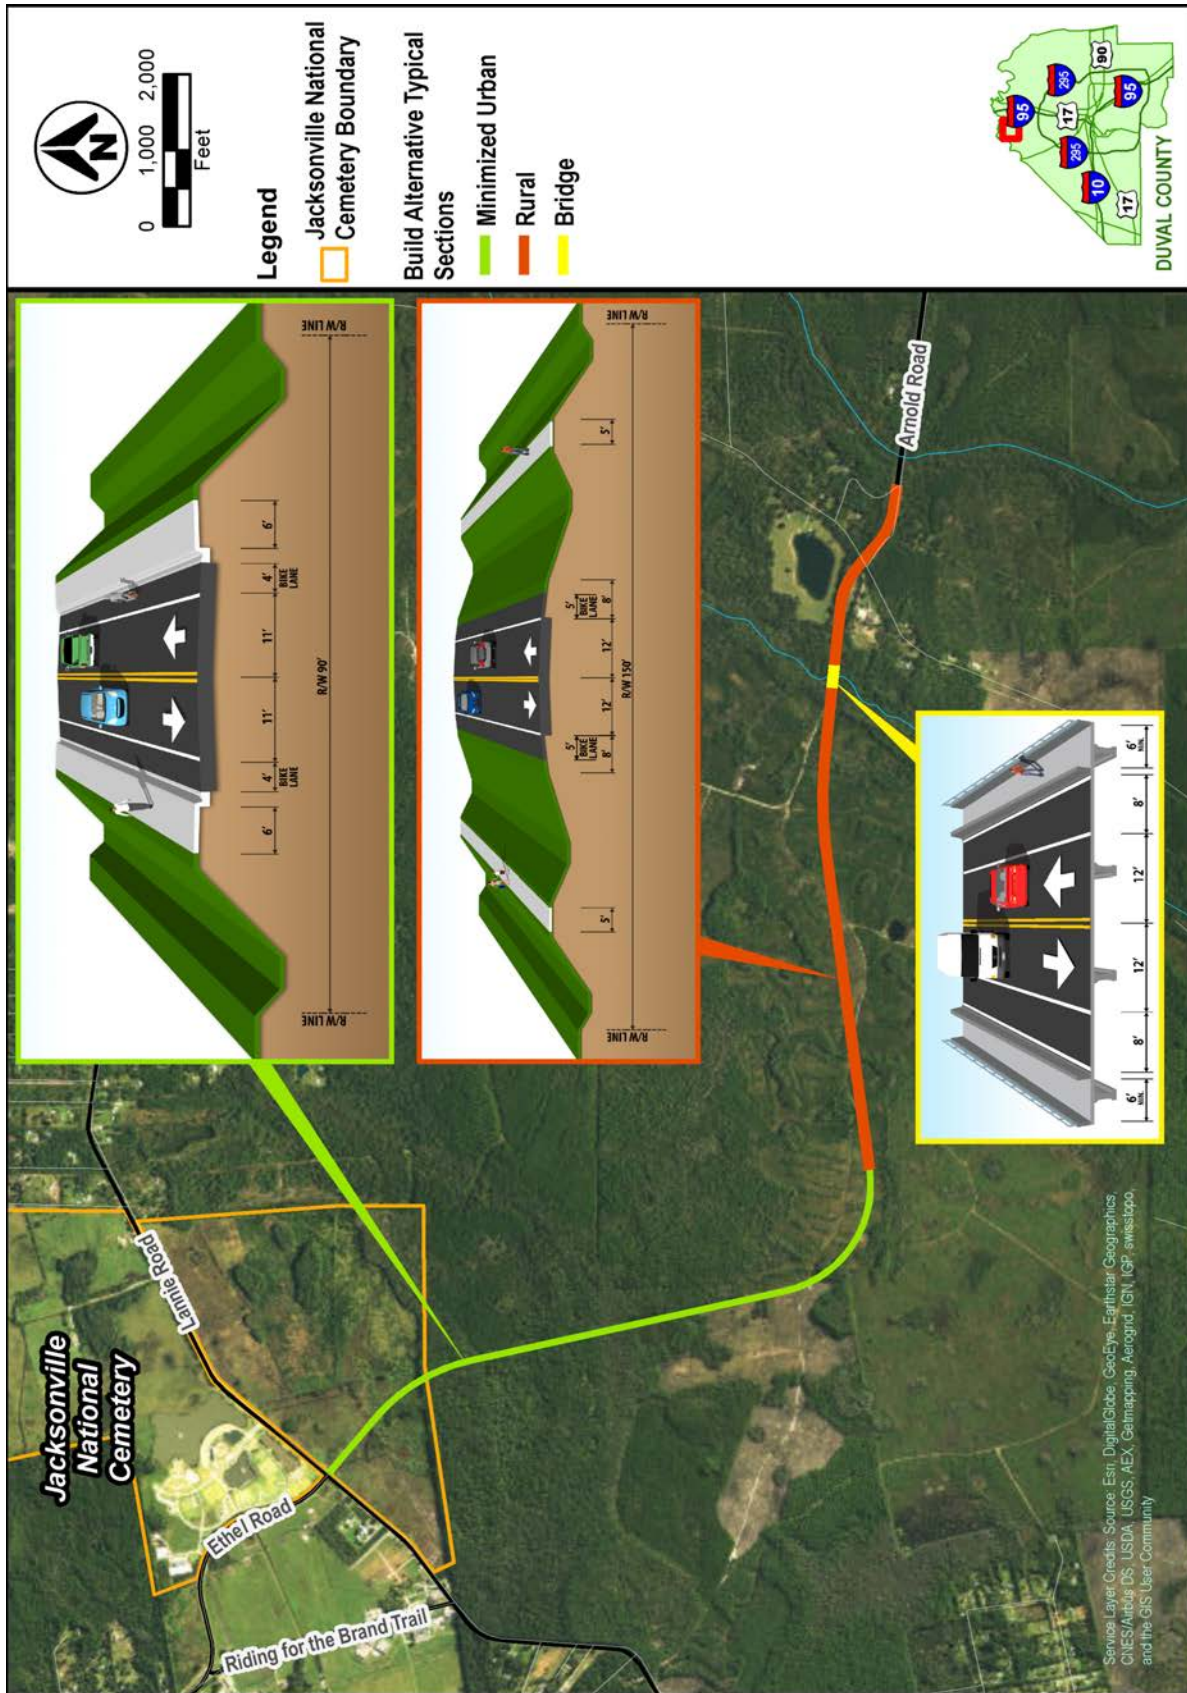 Jacksonville
National
Cemetery
Lannie Road
Ethel Road
Riding for the Brand Trail
Arnold Road
R/W LINE
R/W LINE
6'
4'
BIKE
LANE
11'
11'
4'
BIKE
LANE
6'
R/W 90'
R/W LINE
R/W LINE
5'
5'
BIKE
LANE
8'
12'
12'
5'
BIKE
LANE
8'
5'
R/W 150'
6'
MIN.
8'
12'
12'
8'
6'
MIN.
Service Layer Credits: Source: Esri, DigitalGlobe, GeoEye, Earthstar Geographics,
CNES/Airbus DS, USDA, USGS, AEX, Getmapping, Aerogrid, IGN, IGP, swisstopo,
and the GIS User Community
N
0 1,000 2,000
Feet
Legend
Jacksonville National
Cemetery Boundary
Build Alternative Typical
Sections
Minimized Urban
Rural
Bridge
95
295
17
90
295
10
95
17
DUVAL COUNTY